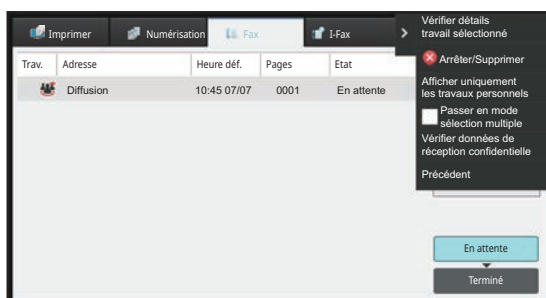 Imprimer
Numérisation
Fax
I-Fax
Trav.
Adresse
Heure déf.
Pages
Etat
Diffusion
10:45 07/07
0001
En attente
Vérifier détails
travail sélectionné
Arrêter/Supprimer
Afficher uniquement
les travaux personnels
Passer en mode
sélection multiple
Vérifier données de
réception confidentielle
Précédent
En attente
Terminé